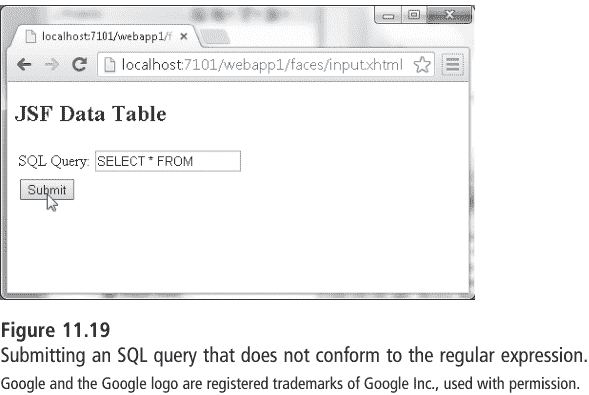 localhost:7101/webapp1/f
localhost:7101/webapp1/faces/input.xhtml
JSF Data Table
SQL Query: SELECT * FROM
Submit
Figure 11.19
Submitting an SQL query that does not conform to the regular expression.
Google and the Google logo are registered trademarks of Google Inc., used with permission.